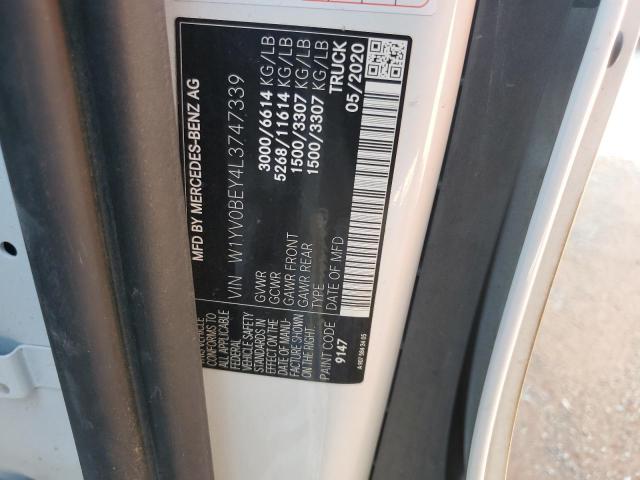 MFD BY MERCEDES-BENZ AG
VIN W1YV0BEY4L3747339
GVWR 3000/6614 KG/LB
GCWR 5268/11614 KG/LB
GAWR FRONT 1500/3307 KG/LB
GAWR REAR 1500/3307 KG/LB
TYPE TRUCK
DATE OF MFD 05/2020
VEHICLE
CONFORMS TO
ALL APPLICABLE
FEDERAL
VEHICLE SAFETY
STANDARDS IN
EFFECT ON THE
DATE OF MANU-
FACTURE SHOWN
ON THE RIGHT.
PAINT CODE
9147